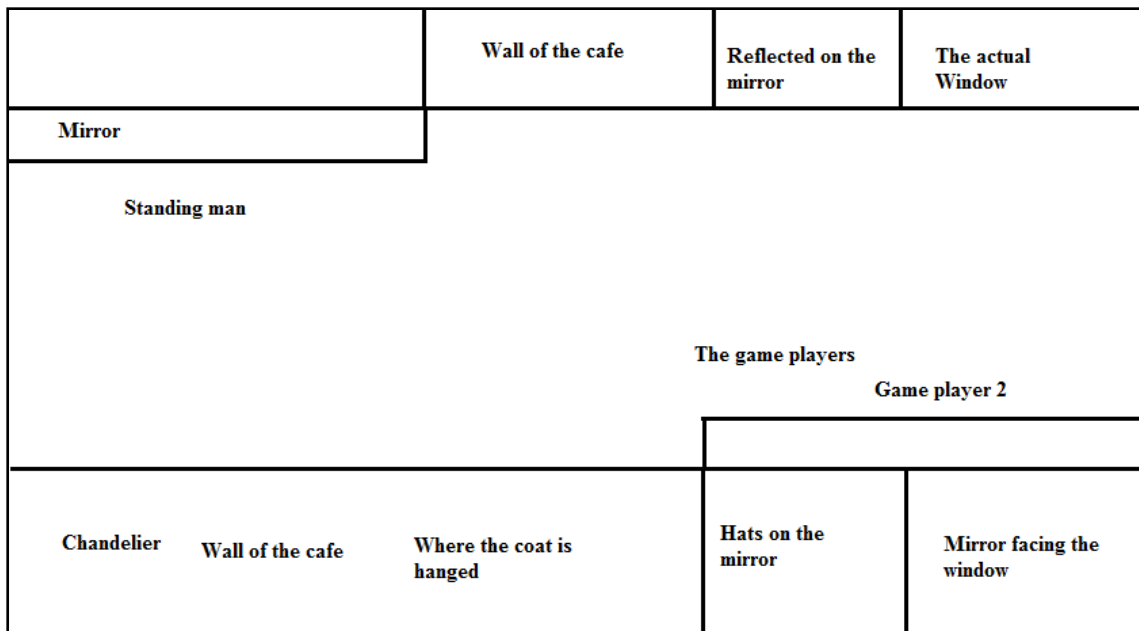 Wall of the cafe
Reflected on the
mirror
The actual
Window
Mirror
Standing man
The game players
Game player 2
Chandelier
Wall of the cafe
Where the coat is
hanged
Hats on the
mirror
Mirror facing the
window